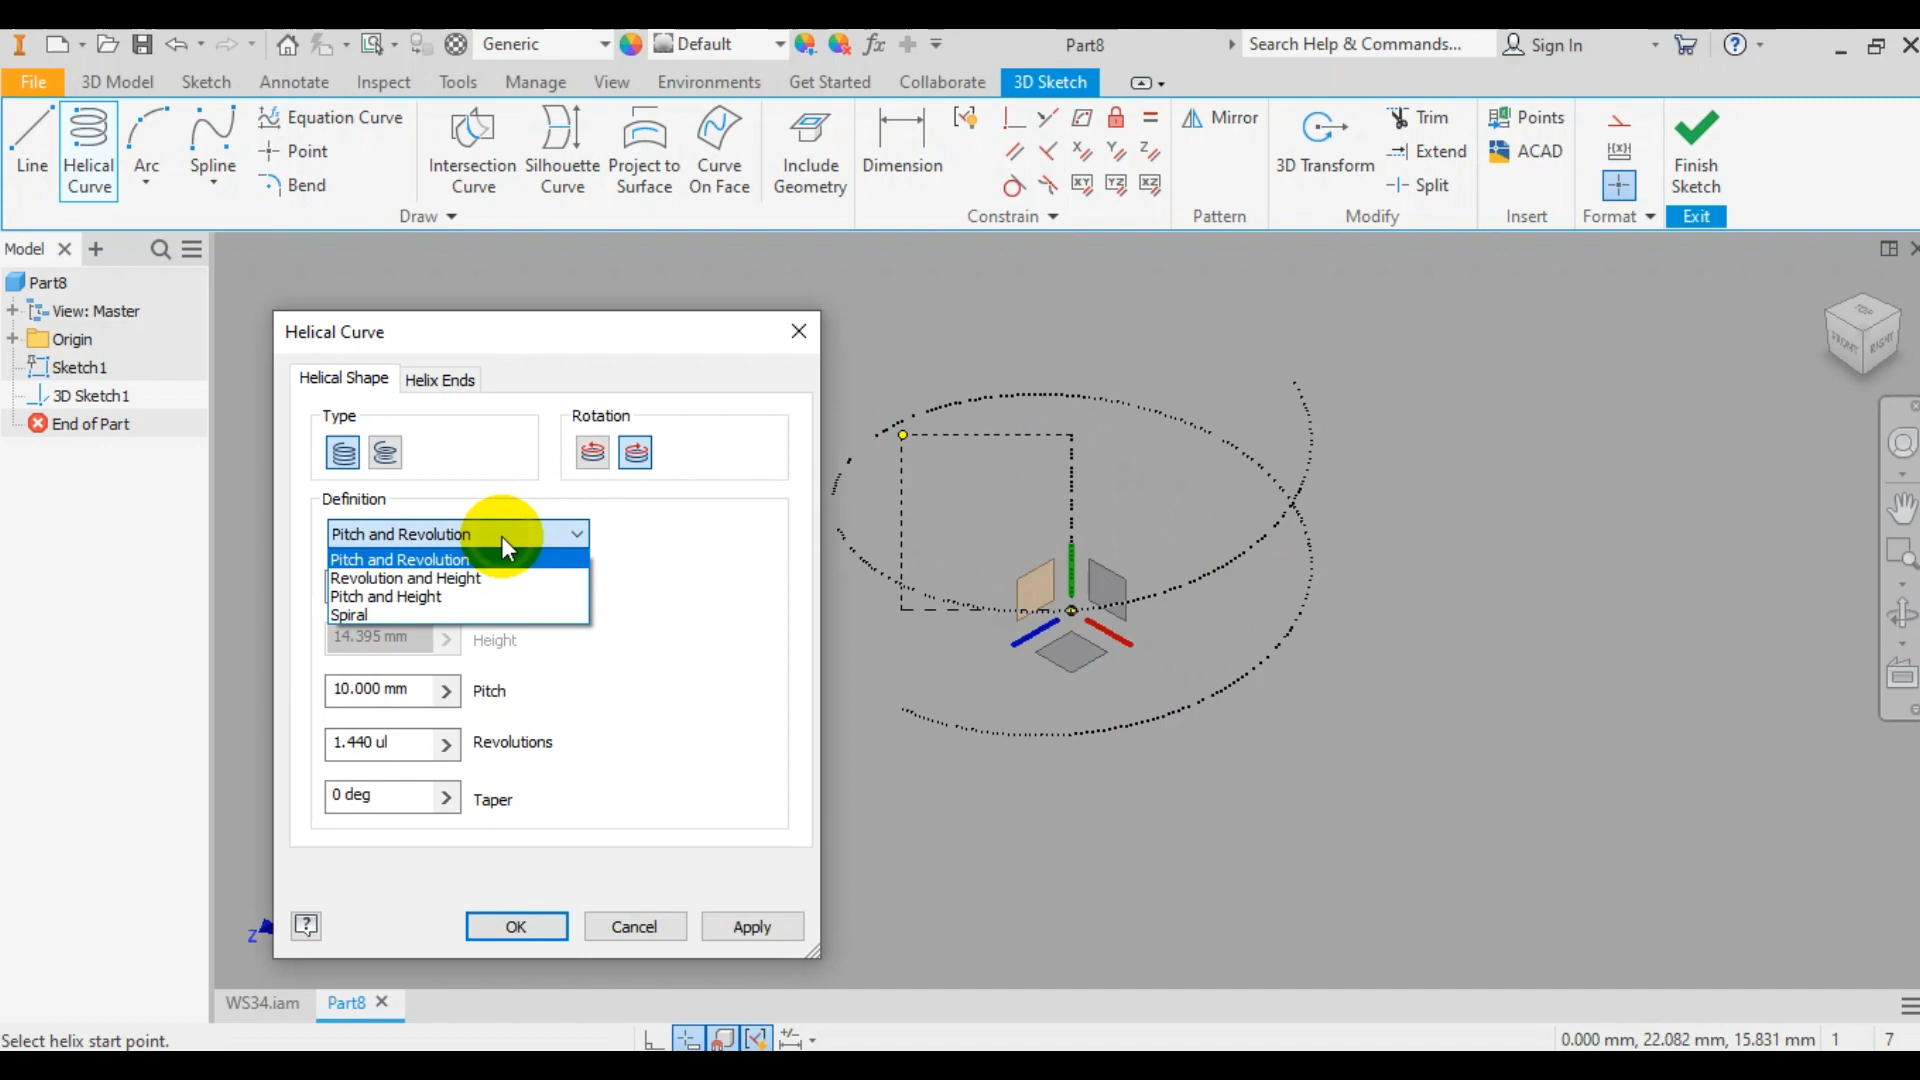 Generic
Default
fx
Part8
Search Help & Commands...
Sign In
File
3D Model
Sketch
Annotate
Inspect
Tools
Manage
View
Environments
Get Started
Collaborate
3D Sketch
Line
Helical
Curve
Arc
Spline
Equation Curve
Point
Bend
Intersection
Curve
Silhouette
Curve
Project to
Surface
Curve
On Face
Include
Geometry
Dimension
Mirror
3D Transform
Trim
Extend
Split
Points
ACAD
Finish
Sketch
Draw
Constrain
Pattern
Modify
Insert
Format
Exit
Model
Part8
View: Master
Origin
Sketch1
3D Sketch1
End of Part
Helical Curve
Helical Shape
Helix Ends
Type
Rotation
Definition
Pitch and Revolution
Pitch and Revolution
Revolution and Height
Pitch and Height
Spiral
14.395 mm
Height
10.000 mm
Pitch
1.440 ul
Revolutions
0 deg
Taper
OK
Cancel
Apply
TOP
FRONT
RIGHT
Z
WS34.iam
Part8
Select helix start point.
0.000 mm, 22.082 mm, 15.831 mm
1
7